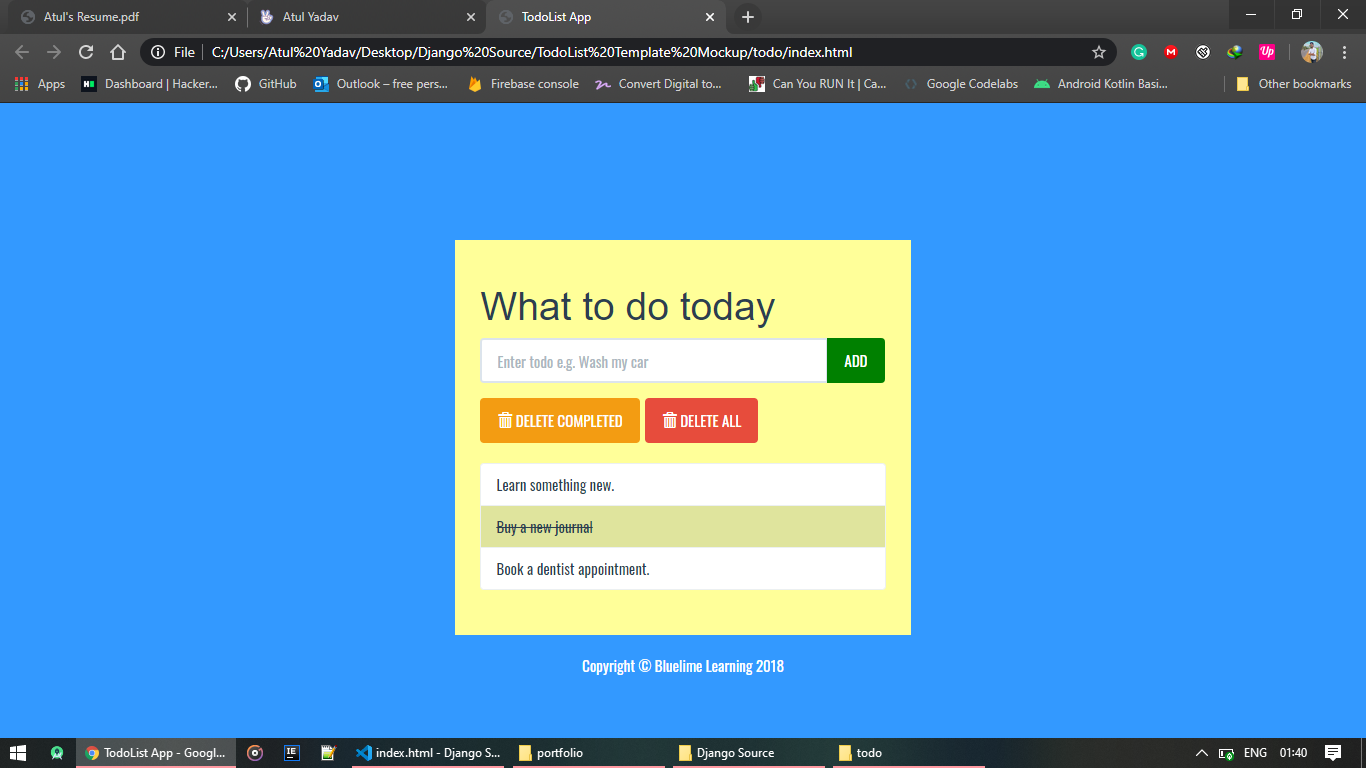 Atul's Resume.pdf
Atul Yadav
TodoList App
File
C:/Users/Atul%20Yadav/Desktop/Django%20Source/TodoList%20Template%20Mockup/todo/index.html
Up
Apps
Dashboard | Hacker...
GitHub
Outlook – free pers...
Firebase console
Convert Digital to...
Can You RUN It | Ca...
Google Codelabs
Android Kotlin Basi...
Other bookmarks
What to do today
Enter todo e.g. Wash my car
ADD
DELETE COMPLETED
DELETE ALL
Learn something new.
Buy a new journal
Book a dentist appointment.
Copyright © Bluelime Learning 2018
TodoList App - Googl...
IE
index.html - Django S...
portfolio
Django Source
todo
ENG
01:40